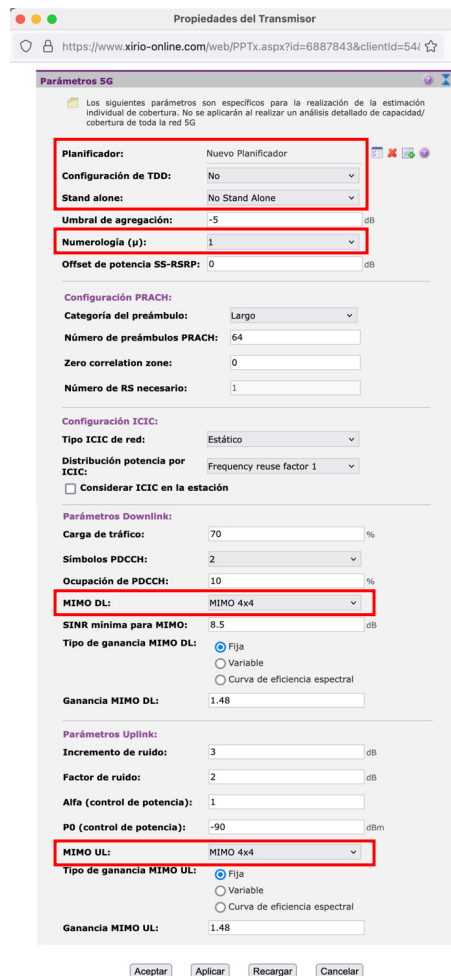 Propiedades del Transmisor
https://www.xirio-online.com/web/PPTx.aspx?id=6887843&clientId=54
Parámetros 5G
Los siguientes parámetros son específicos para la realización de la estimación
individual de cobertura. No se aplicarán al realizar un análisis detallado de capacidad/
cobertura de toda la red 5G
Planificador: Nuevo Planificador
Configuración de TDD: No
Stand alone: No Stand Alone
Umbral de agregación: -5 dB
Numerología (µ): 1
Offset de potencia SS-RSRP: 0 dB
Configuración PRACH:
Categoría del preámbulo: Largo
Número de preámbulos PRACH: 64
Zero correlation zone: 0
Número de RS necesario: 1
Configuración ICIC:
Tipo ICIC de red: Estático
Distribución potencia por
ICIC: Frequency reuse factor 1
Considerar ICIC en la estación
Parámetros Downlink:
Carga de tráfico: 70 %
Símbolos PDCCH: 2
Ocupación de PDCCH: 10 %
MIMO DL: MIMO 4x4
SINR mínima para MIMO: 8.5 dB
Tipo de ganancia MIMO DL: Fija
Variable
Curva de eficiencia espectral
Ganancia MIMO DL: 1.48
Parámetros Uplink:
Incremento de ruido: 3 dB
Factor de ruido: 2 dB
Alfa (control de potencia): 1
P0 (control de potencia): -90 dBm
MIMO UL: MIMO 4x4
Tipo de ganancia MIMO UL: Fija
Variable
Curva de eficiencia espectral
Ganancia MIMO UL: 1.48
Aceptar Aplicar Recargar Cancelar